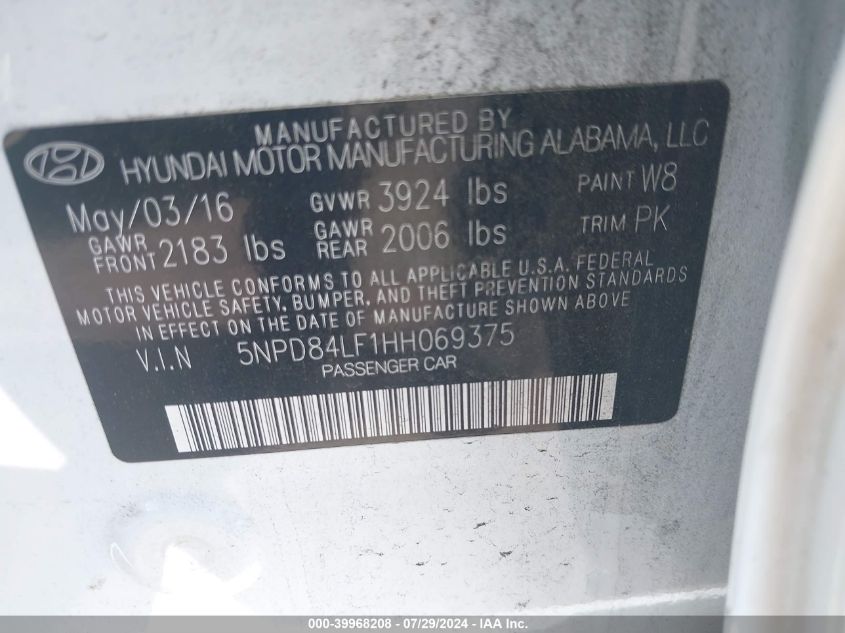 MANUFACTURED BY
HYUNDAI MOTOR MANUFACTURING ALABAMA, LLC
May/03/16 GVWR 3924 lbs PAINT W8
GAWR FRONT 2183 lbs GAWR REAR 2006 lbs TRIM PK
THIS VEHICLE CONFORMS TO ALL APPLICABLE U.S.A. FEDERAL
MOTOR VEHICLE SAFETY, BUMPER, AND THEFT PREVENTION STANDARDS
IN EFFECT ON THE DATE OF MANUFACTURE SHOWN ABOVE
V.I.N 5NPD84LF1HH069375
PASSENGER CAR
000-39968208 - 07/29/2024 - © IAA, Inc.